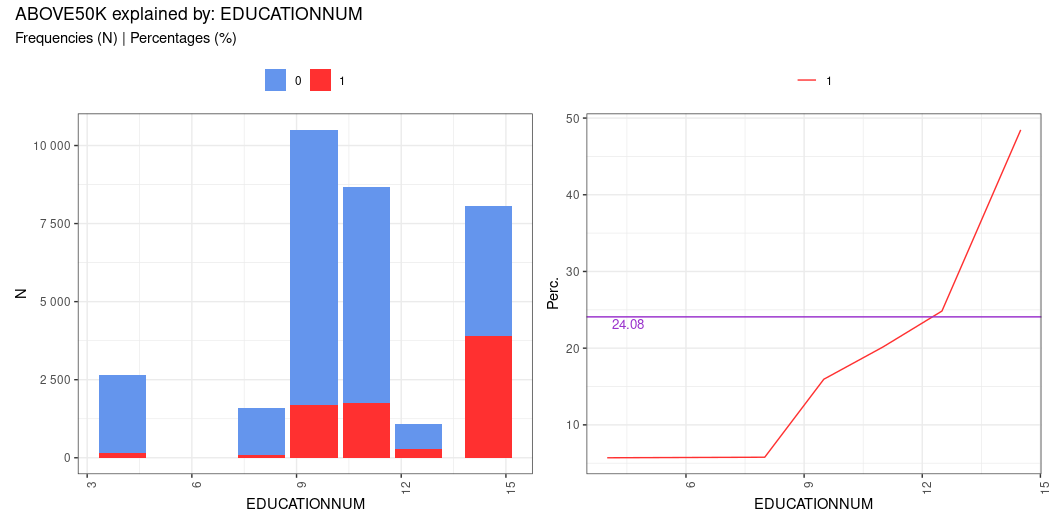 ABOVE50K explained by: EDUCATIONNUM
Frequencies (N) | Percentages (%)
0 1
1
10 000
7 500
5 000
2 500
0
N
3 6 9 12 15
EDUCATIONNUM
50
40
30
20
10
Perc.
24.08
6 9 12 15
EDUCATIONNUM